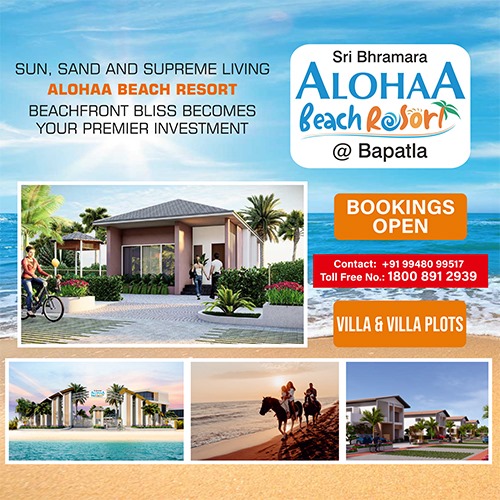 SUN, SAND AND SUPREME LIVING
ALOHAA BEACH RESORT
BEACHFRONT BLISS BECOMES
YOUR PREMIER INVESTMENT
Sri Bhramara
ALOHAA
Beach Resort
@ Bapatla
BOOKINGS
OPEN
Contact: +91 99480 99517
Toll Free No.: 1800 891 2939
VILLA & VILLA PLOTS